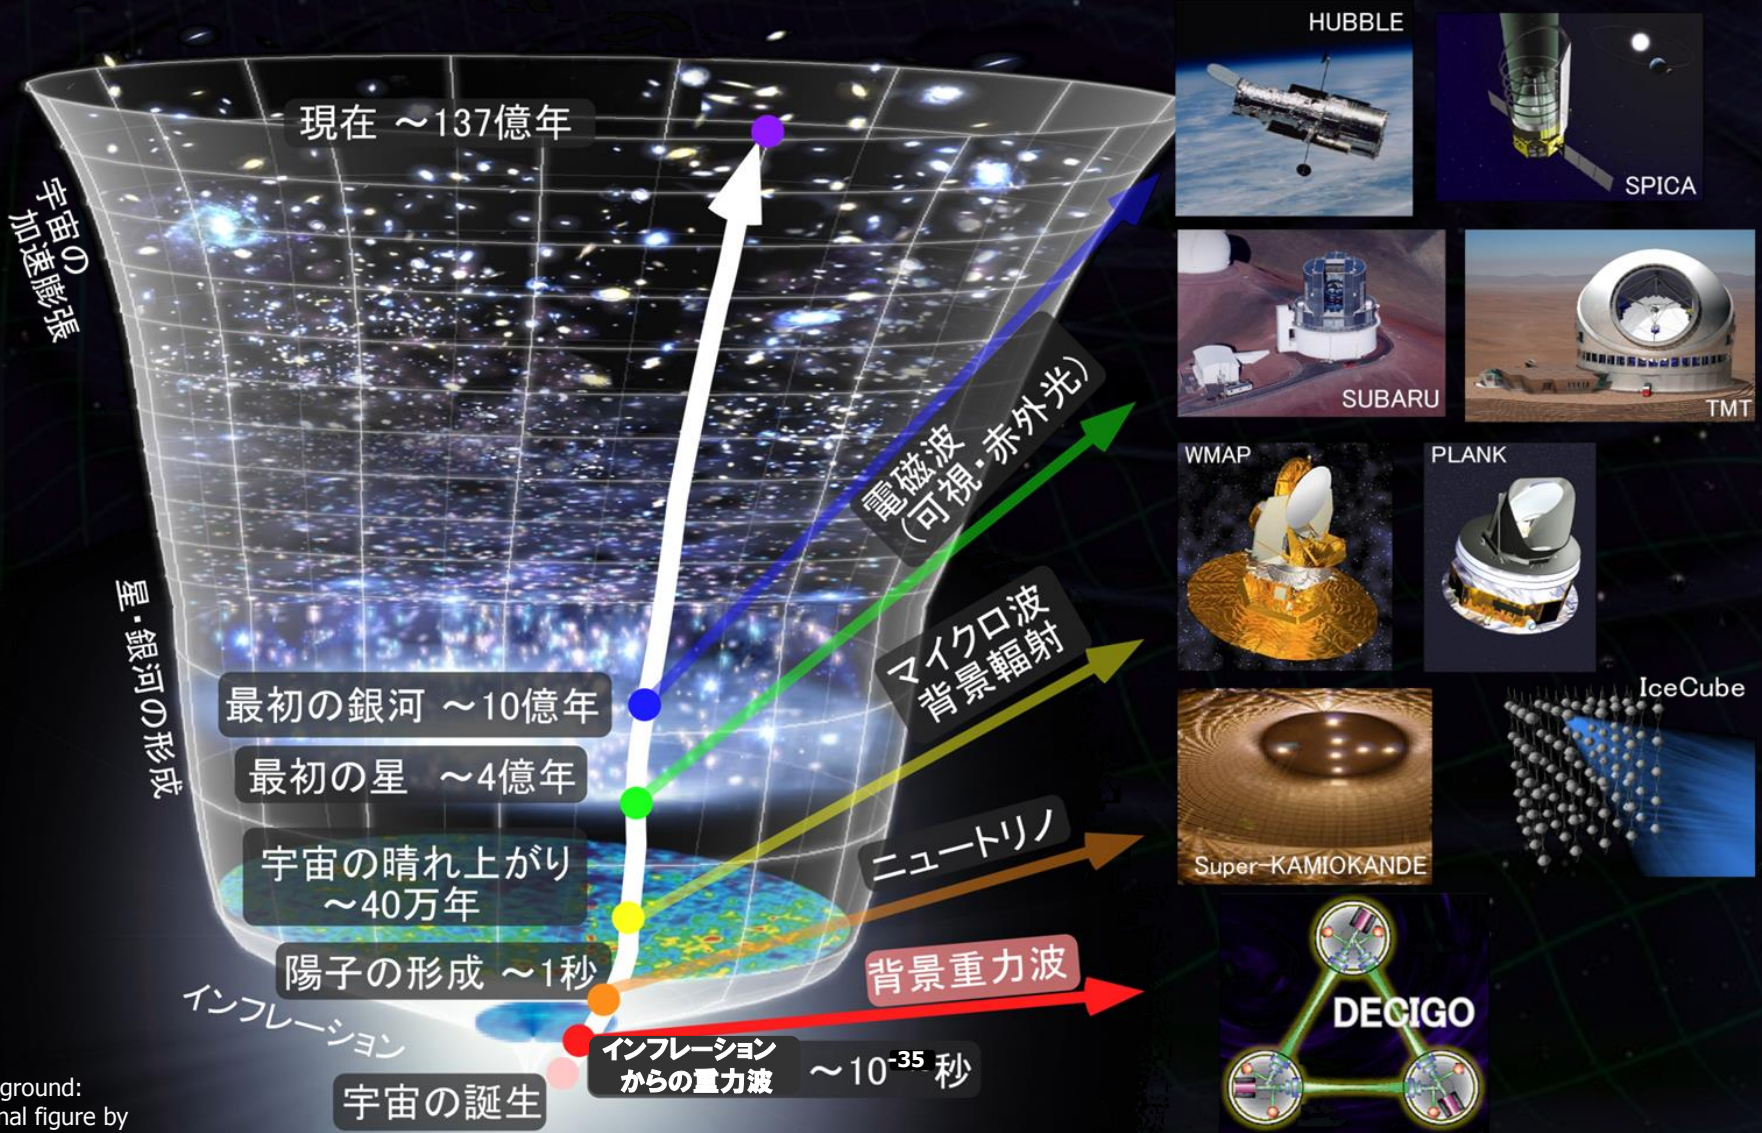 HUBBLE
SPICA
現在 ～137億年
宇宙の
加速膨張
SUBARU
TMT
電磁波
(可視・赤外光)
WMAP
PLANK
マイクロ波
背景輻射
星・銀河の形成
最初の銀河 ～10億年
IceCube
最初の星 ～4億年
宇宙の晴れ上がり
～40万年
ニュートリノ
Super-KAMIOKANDE
陽子の形成 ～1秒
背景重力波
インフレーション
DECIGO
インフレーション
からの重力波
～10-35 秒
宇宙の誕生
ground:
nal figure by